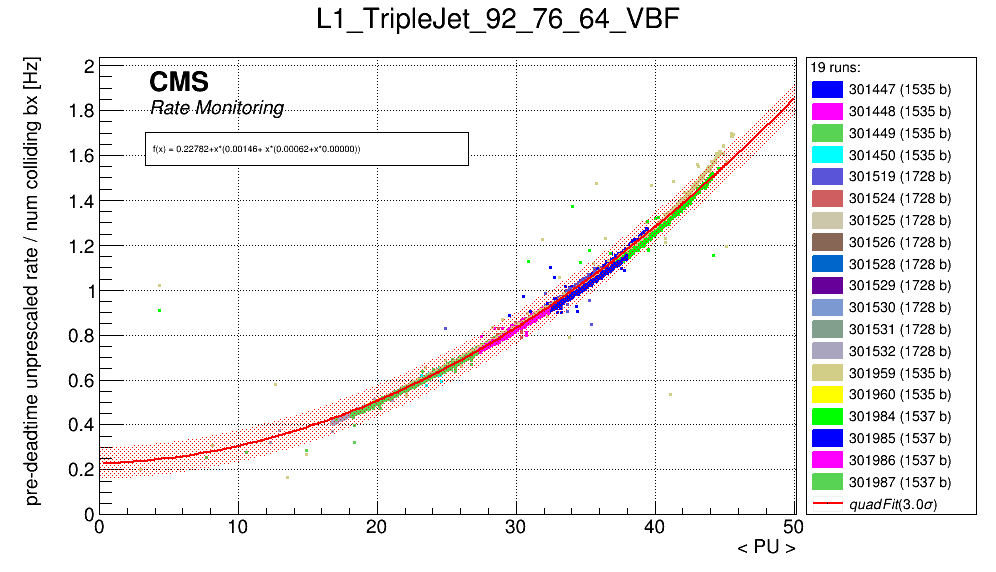 L1_TripleJet_92_76_64_VBF
pre-deadtime unprescaled rate / num colliding bx [Hz]
CMS
Rate Monitoring
f(x) = 0.22782+x*(0.00146+ x*(0.00062+x*0.00000))
2
1.8
1.6
1.4
1.2
1
0.8
0.6
0.4
0.2
0
0 10 20 30 40 50
< PU >
19 runs:
301447 (1535 b)
301448 (1535 b)
301449 (1535 b)
301450 (1535 b)
301519 (1728 b)
301524 (1728 b)
301525 (1728 b)
301526 (1728 b)
301528 (1728 b)
301529 (1728 b)
301530 (1728 b)
301531 (1728 b)
301532 (1728 b)
301959 (1535 b)
301960 (1535 b)
301984 (1537 b)
301985 (1537 b)
301986 (1537 b)
301987 (1537 b)
quadFit(3.0σ)